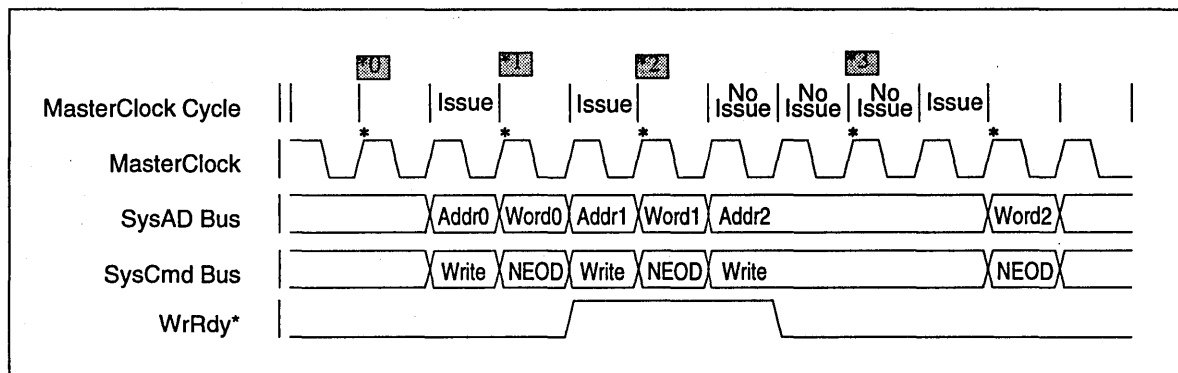 *0 *1 *2 *3
MasterClock Cycle Issue Issue No Issue No Issue No Issue Issue
* * * * *
MasterClock
SysAD Bus Addr0 Word0 Addr1 Word1 Addr2 Word2
SysCmd Bus Write NEOD Write NEOD Write NEOD
WrRdy*